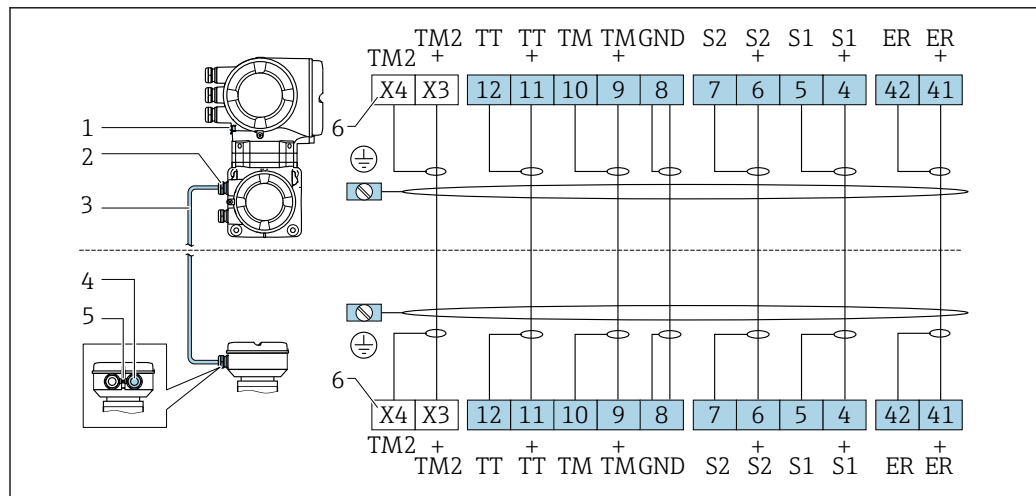 TM2 TT TT TM TM GND S2 S2 S1 S1 ER ER
TM2 + + + + + +
X4 X3 12 11 10 9 8 7 6 5 4 42 41
6
1
2
3
4
5
6
X4 X3 12 11 10 9 8 7 6 5 4 42 41
TM2 + + + + + +
TM2 TT TT TM TM GND S2 S2 S1 S1 ER ER